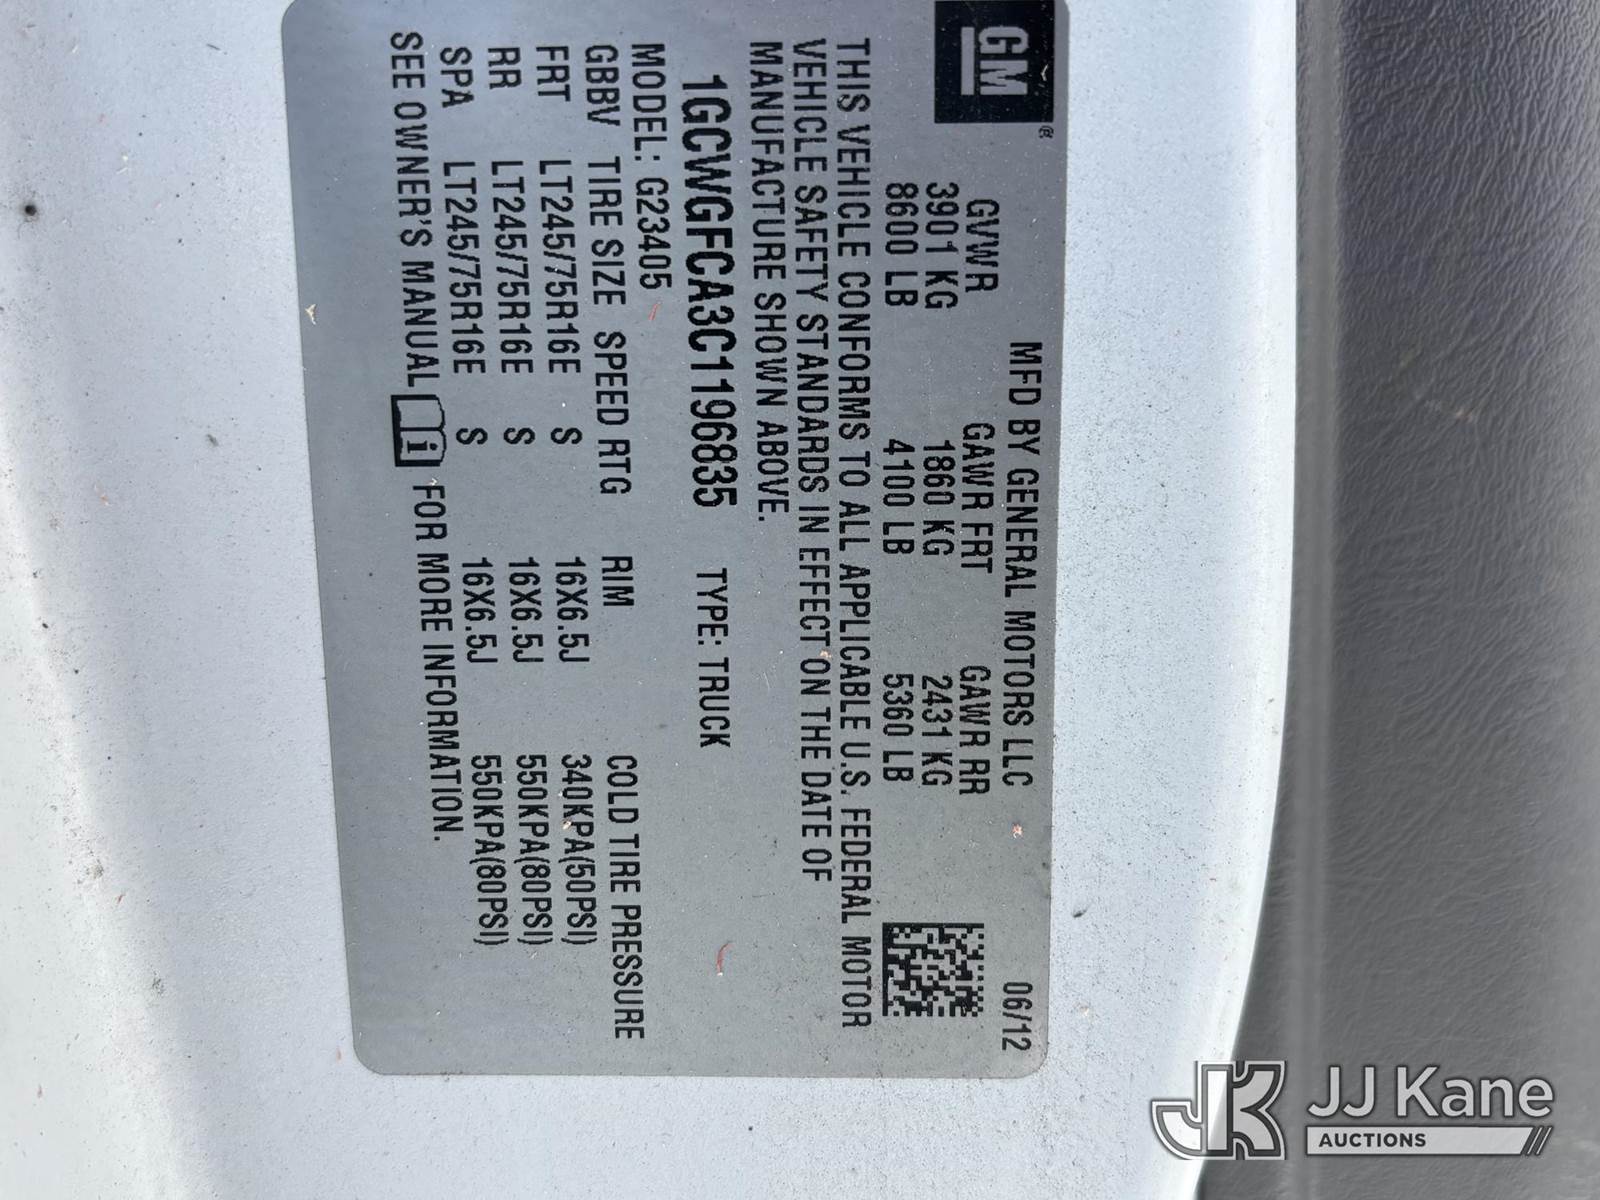 GM®
MFD BY GENERAL MOTORS LLC 06/12
GVWR GAWR FRT GAWR RR
3901 KG 1860 KG 2431 KG
8600 LB 4100 LB 5360 LB
THIS VEHICLE CONFORMS TO ALL APPLICABLE U.S. FEDERAL MOTOR
VEHICLE SAFETY STANDARDS IN EFFECT ON THE DATE OF
MANUFACTURE SHOWN ABOVE.
1GCWGFCA3C1196835 TYPE: TRUCK
MODEL: G23405
GBBV TIRE SIZE SPEED RTG RIM COLD TIRE PRESSURE
FRT LT245/75R16E S 16X6.5J 340KPA(50PSI)
RR LT245/75R16E S 16X6.5J 550KPA(80PSI)
SPA LT245/75R16E S 16X6.5J 550KPA(80PSI)
SEE OWNER'S MANUAL i FOR MORE INFORMATION.
JK JJ Kane
AUCTIONS